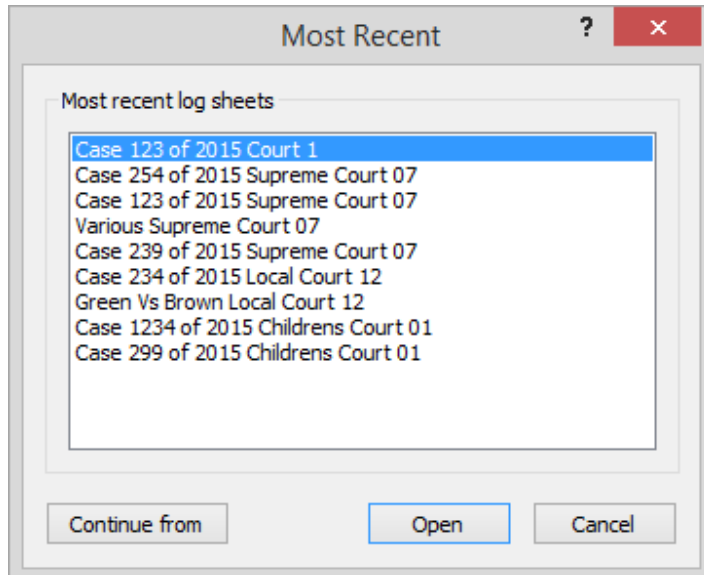 Most Recent
?
Most recent log sheets
Case 123 of 2015 Court 1
Case 254 of 2015 Supreme Court 07
Case 123 of 2015 Supreme Court 07
Various Supreme Court 07
Case 239 of 2015 Supreme Court 07
Case 234 of 2015 Local Court 12
Green Vs Brown Local Court 12
Case 1234 of 2015 Childrens Court 01
Case 299 of 2015 Childrens Court 01
Continue from Open Cancel